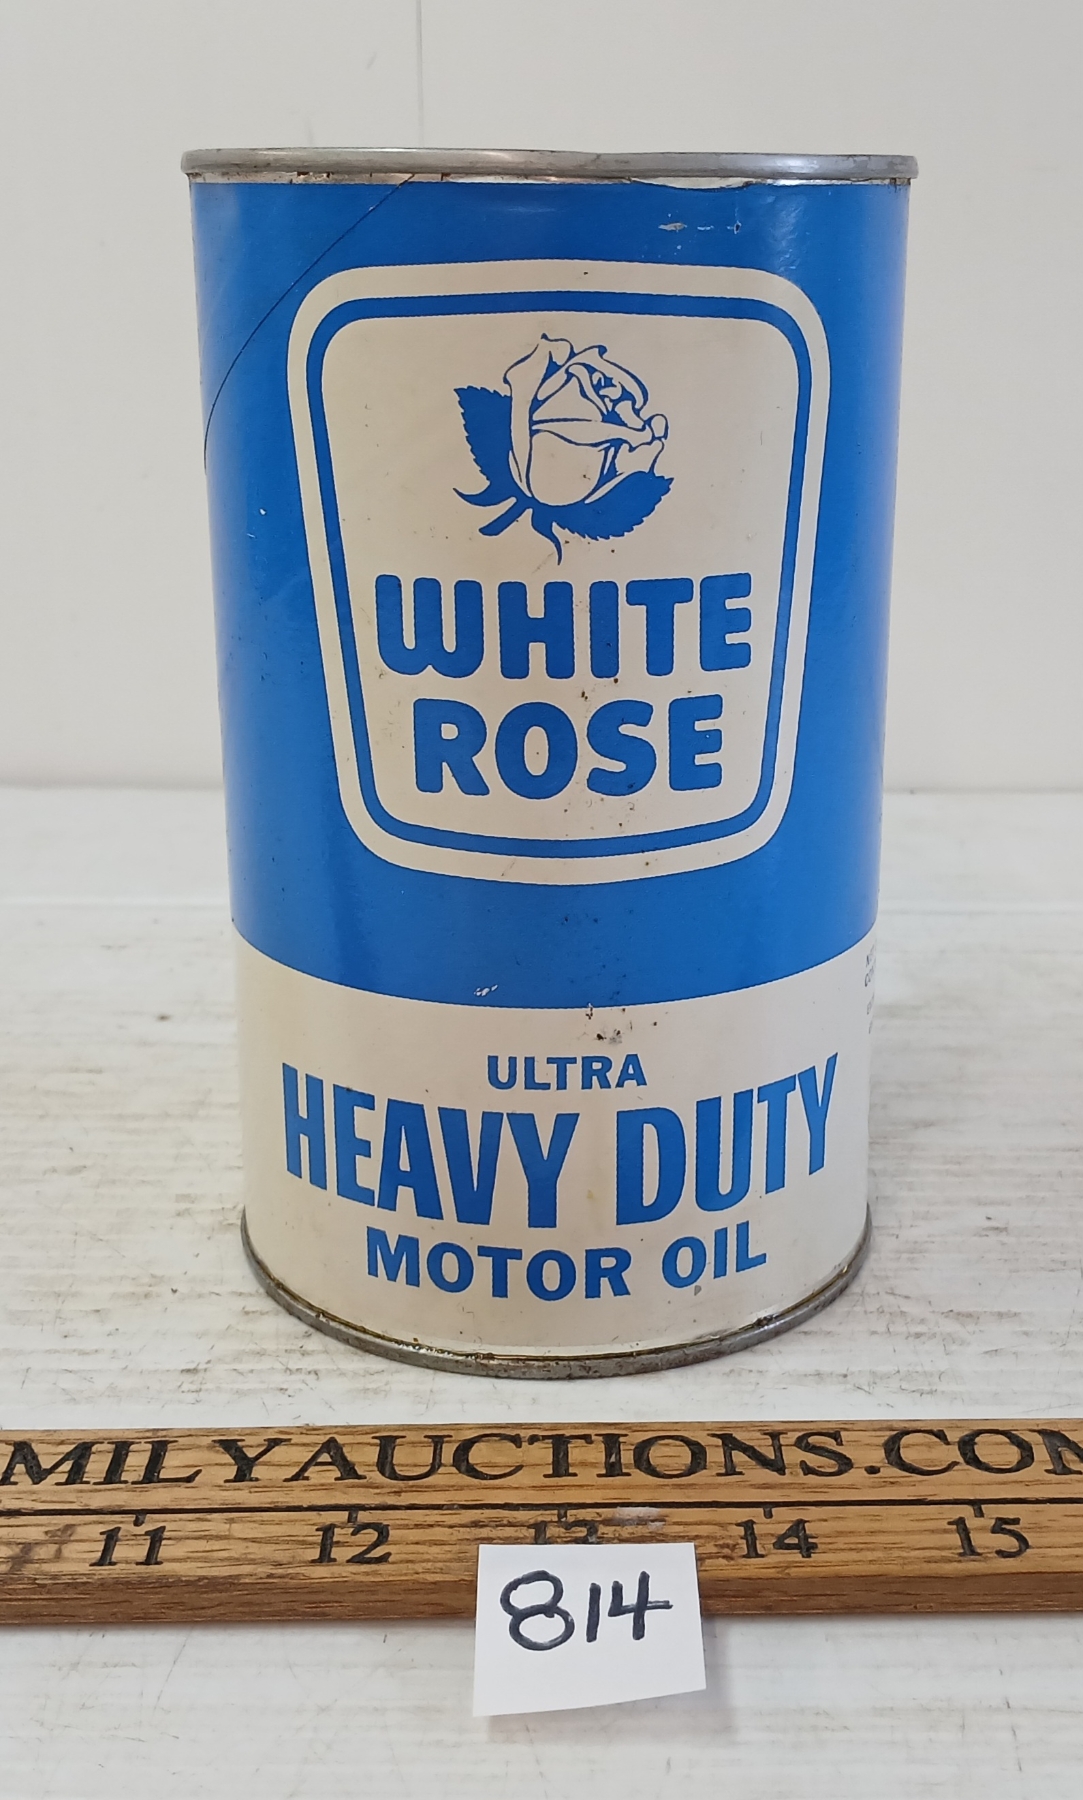 WHITE
ROSE
ULTRA
HEAVY DUTY
MOTOR OIL
MILYAUCTIONS.COM
11 12 13 14 15
814